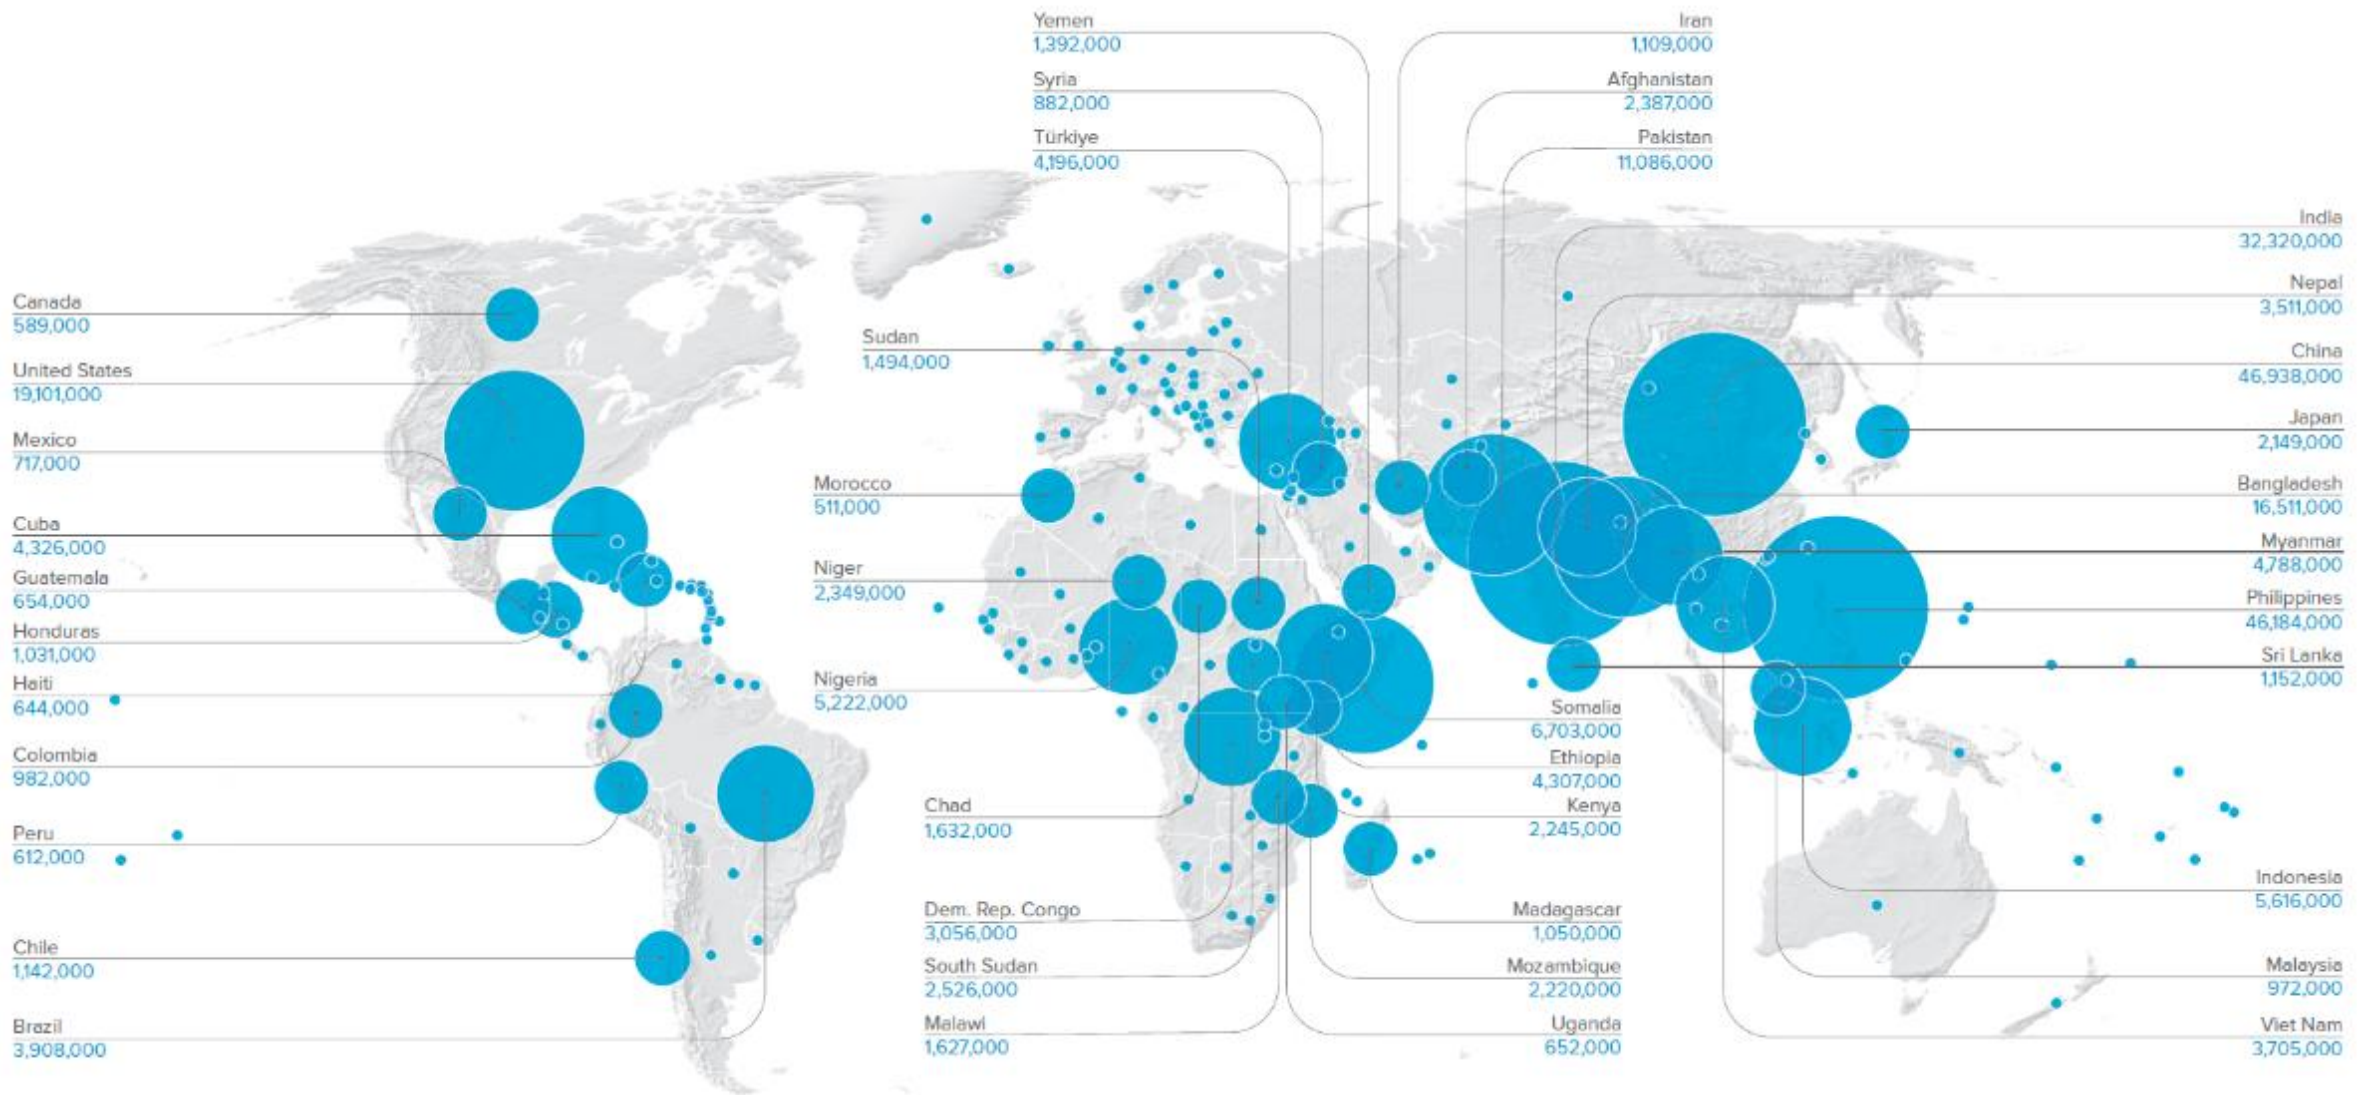 Yemen
1,392,000
Syria
882,000
Türkiye
4,196,000
Iran
1,109,000
Afghanistan
2,387,000
Pakistan
11,086,000
Canada
589,000
United States
19,101,000
Mexico
717,000
Cuba
4,326,000
Guatemala
654,000
Honduras
1,031,000
Haiti
644,000
Colombia
982,000
Peru
612,000
Chile
1,142,000
Brazil
3,908,000
Sudan
1,494,000
Morocco
511,000
Niger
2,349,000
Nigeria
5,222,000
Chad
1,632,000
Dem. Rep. Congo
3,056,000
South Sudan
2,526,000
Malawi
1,627,000
Somalia
6,703,000
Ethiopia
4,307,000
Kenya
2,245,000
Madagascar
1,050,000
Mozambique
2,220,000
Uganda
652,000
India
32,320,000
Nepal
3,511,000
China
46,938,000
Japan
2,149,000
Bangladesh
16,511,000
Myanmar
4,788,000
Philippines
46,184,000
Sri Lanka
1,152,000
Indonesia
5,616,000
Malaysia
972,000
Viet Nam
3,705,000